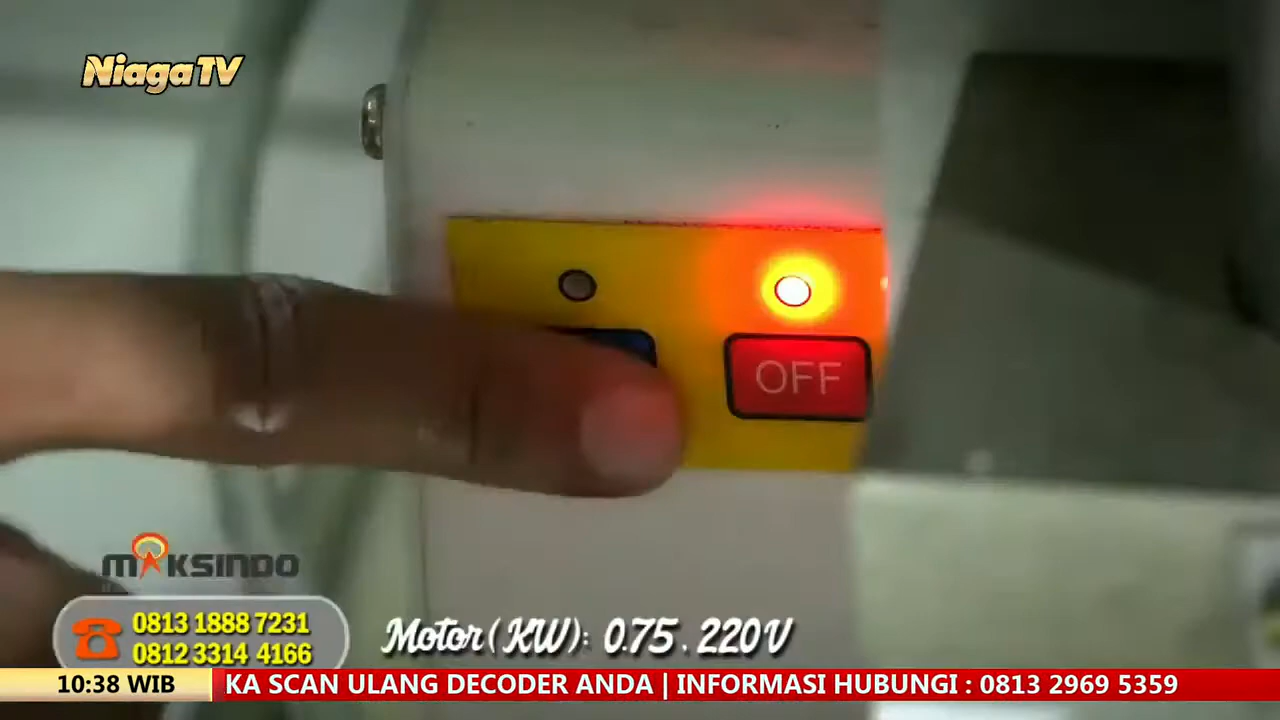 NiagaTV
OFF
MAKSINDO
0813 1888 7231
0812 3314 4166
Motor (KW): 0.75 . 220V
10:38 WIB
KA SCAN ULANG DECODER ANDA | INFORMASI HUBUNGI : 0813 2969 5359